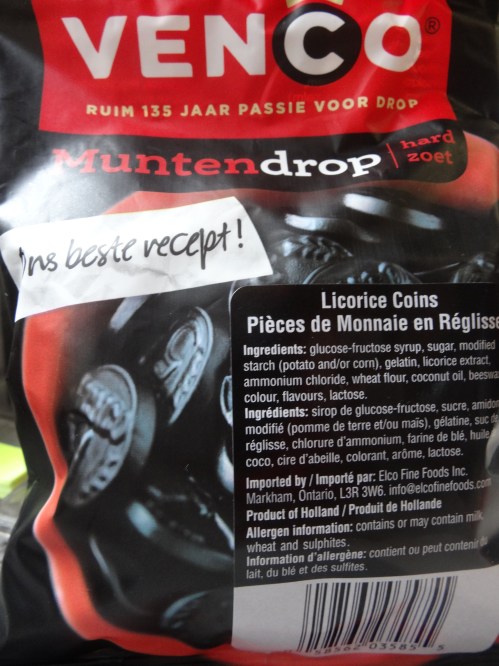 VENCO®
RUIM 135 JAAR PASSIE VOOR DROP
Muntendrop
hard
zoet
Ons beste recept!
Licorice Coins
Pièces de Monnaie en Réglisse
Ingredients: glucose-fructose syrup, sugar, modified
starch (potato and/or corn), gelatin, licorice extract,
ammonium chloride, wheat flour, coconut oil, beeswa
colour, flavours, lactose.
Ingrédients: sirop de glucose-fructose, sucre, amidon
modifié (pomme de terre et/ou maïs), gélatine, suc d
réglisse, chlorure d'ammonium, farine de blé, huile
coco, cire d'abeille, colorant, arôme, lactose.
Imported by / Importé par: Elco Fine Foods Inc.
Markham, Ontario, L3R 3W6. info@elcofinefoods.com
Product of Holland / Produit de Hollande
Allergen information: contains or may contain milk,
wheat and sulphites.
Information d'allergène: contient ou peut contenir du
lait, du blé et des sulfites.
58562 03585 5